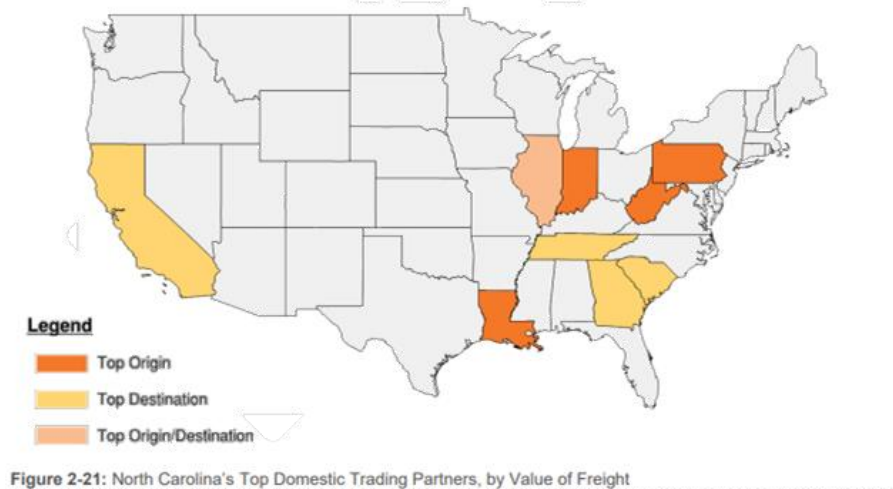 Legend
Top Origin
Top Destination
Top Origin/Destination
Figure 2-21: North Carolina's Top Domestic Trading Partners, by Value of Freight